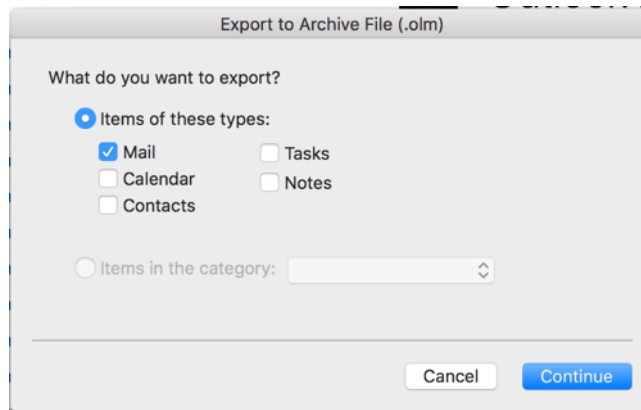 Export to Archive File (.olm)
What do you want to export?
Items of these types:
Mail
Tasks
Calendar
Notes
Contacts
Items in the category:
Cancel
Continue